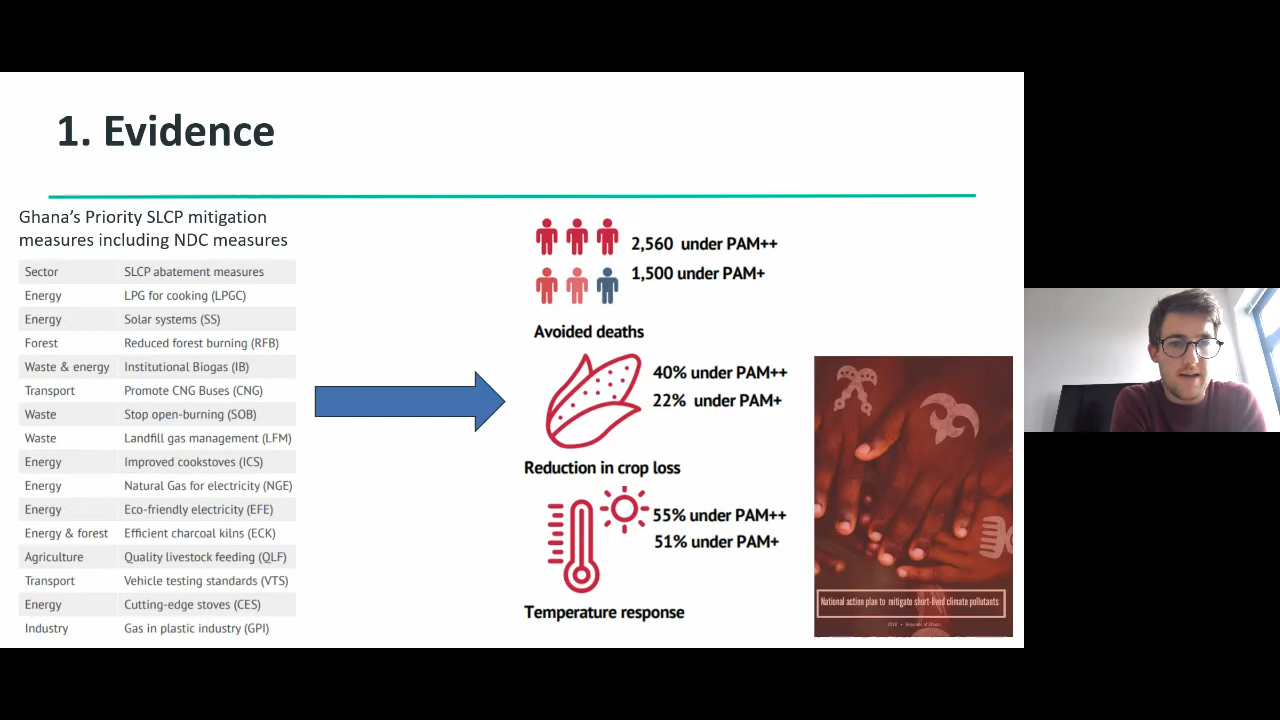 1. Evidence
Ghana's Priority SLCP mitigation
measures including NDC measures
Sector SLCP abatement measures
Energy LPG for cooking (LPGC)
Energy Solar systems (SS)
Forest Reduced forest burning (RFB)
Waste & energy Institutional Biogas (IB)
Transport Promote CNG Buses (CNG)
Waste Stop open-burning (SOB)
Waste Landfill gas management (LFM)
Energy Improved cookstoves (ICS)
Energy Natural Gas for electricity (NGE)
Energy Eco-friendly electricity (EFE)
Energy & forest Efficient charcoal kilns (ECK)
Agriculture Quality livestock feeding (QLF)
Transport Vehicle testing standards (VTS)
Energy Cutting-edge stoves (CES)
Industry Gas in plastic industry (GPI)
2,560 under PAM++
1,500 under PAM+
Avoided deaths
40% under PAM++
22% under PAM+
Reduction in crop loss
55% under PAM++
51% under PAM+
Temperature response
National action plan to mitigate short-lived climate pollutants
2018 • Republic of Ghana